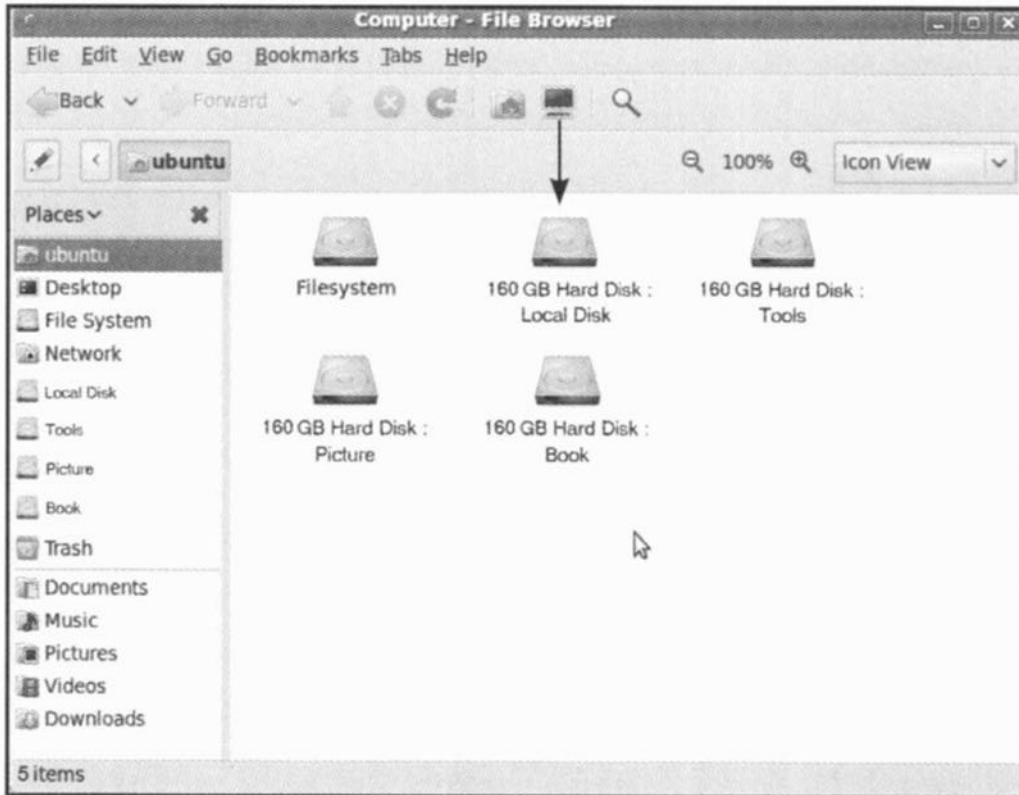 Computer - File Browser
File Edit View Go Bookmarks Tabs Help
Back Forward
ubuntu 100% Icon View
Places
ubuntu
Desktop
File System
Network
Local Disk
Tools
Picture
Book
Trash
Documents
Music
Pictures
Videos
Downloads
Filesystem
160 GB Hard Disk :
Local Disk
160 GB Hard Disk :
Tools
160 GB Hard Disk :
Picture
160 GB Hard Disk :
Book
5 items